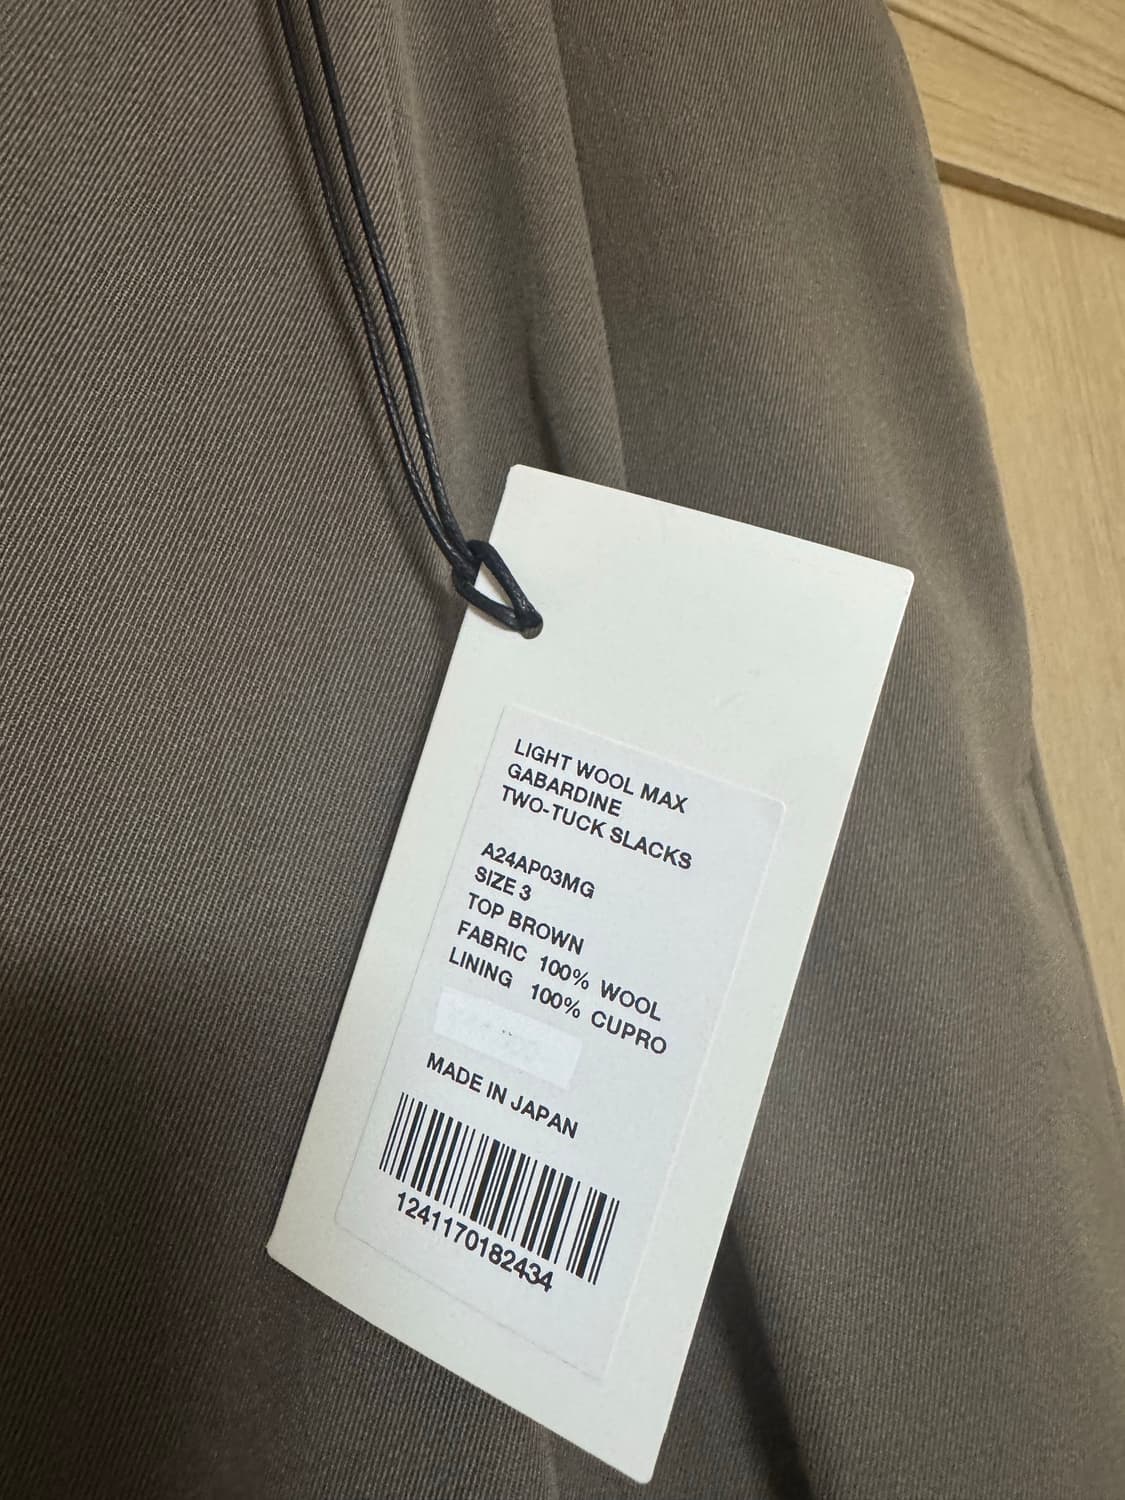 LIGHT WOOL MAX
GABARDINE
TWO-TUCK SLACKS
A24AP03MG
SIZE 3
TOP BROWN
FABRIC 100% WOOL
LINING 100% CUPRO
MADE IN JAPAN
1241170182434